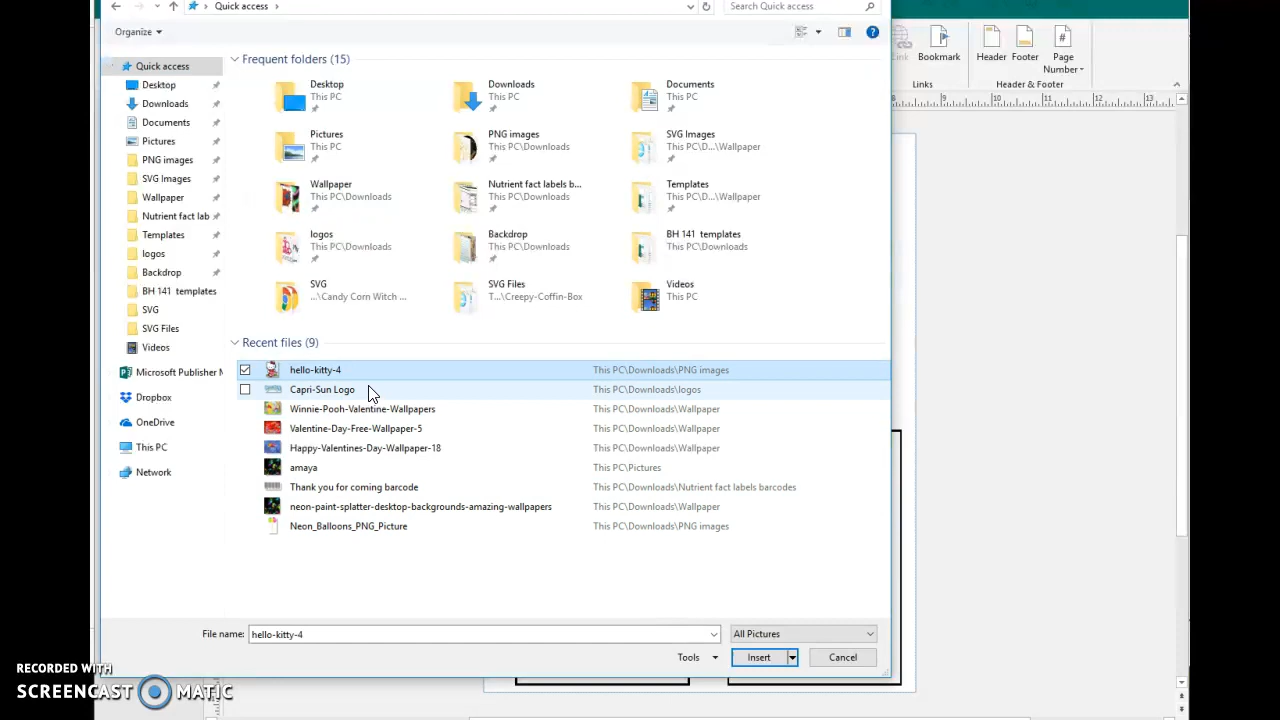 Quick access
Search Quick access
Organize
Quick access
Desktop
Downloads
Documents
Pictures
PNG images
SVG Images
Wallpaper
Nutrient fact lab
Templates
logos
Backdrop
BH 141 templates
SVG
SVG Files
Videos
Microsoft Publisher
Dropbox
OneDrive
This PC
Network
Frequent folders (15)
Desktop
This PC
Downloads
This PC
Documents
This PC
Pictures
This PC
PNG images
This PC\Downloads
SVG Images
This PC\D...\Wallpaper
Wallpaper
This PC\Downloads
Nutrient fact labels b...
This PC\Downloads
Templates
This PC\D...\Wallpaper
logos
This PC\Downloads
Backdrop
This PC\Downloads
BH 141 templates
This PC\Downloads
SVG
...\Candy Corn Witch ...
SVG Files
T...\Creepy-Coffin-Box
Videos
This PC
Recent files (9)
hello-kitty-4 This PC\Downloads\PNG images
Capri-Sun Logo This PC\Downloads\logos
Winnie-Pooh-Valentine-Wallpapers This PC\Downloads\Wallpaper
Valentine-Day-Free-Wallpaper-5 This PC\Downloads\Wallpaper
Happy-Valentines-Day-Wallpaper-18 This PC\Downloads\Wallpaper
amaya This PC\Pictures
Thank you for coming barcode This PC\Downloads\Nutrient fact labels barcodes
neon-paint-splatter-desktop-backgrounds-amazing-wallpapers This PC\Downloads\Wallpaper
Neon_Balloons_PNG_Picture This PC\Downloads\PNG images
File name: hello-kitty-4 All Pictures
Tools Insert Cancel
Link Bookmark Header Footer Page
Number
Links Header & Footer
9 10 11 12 13
RECORDED WITH
SCREENCAST MATIC